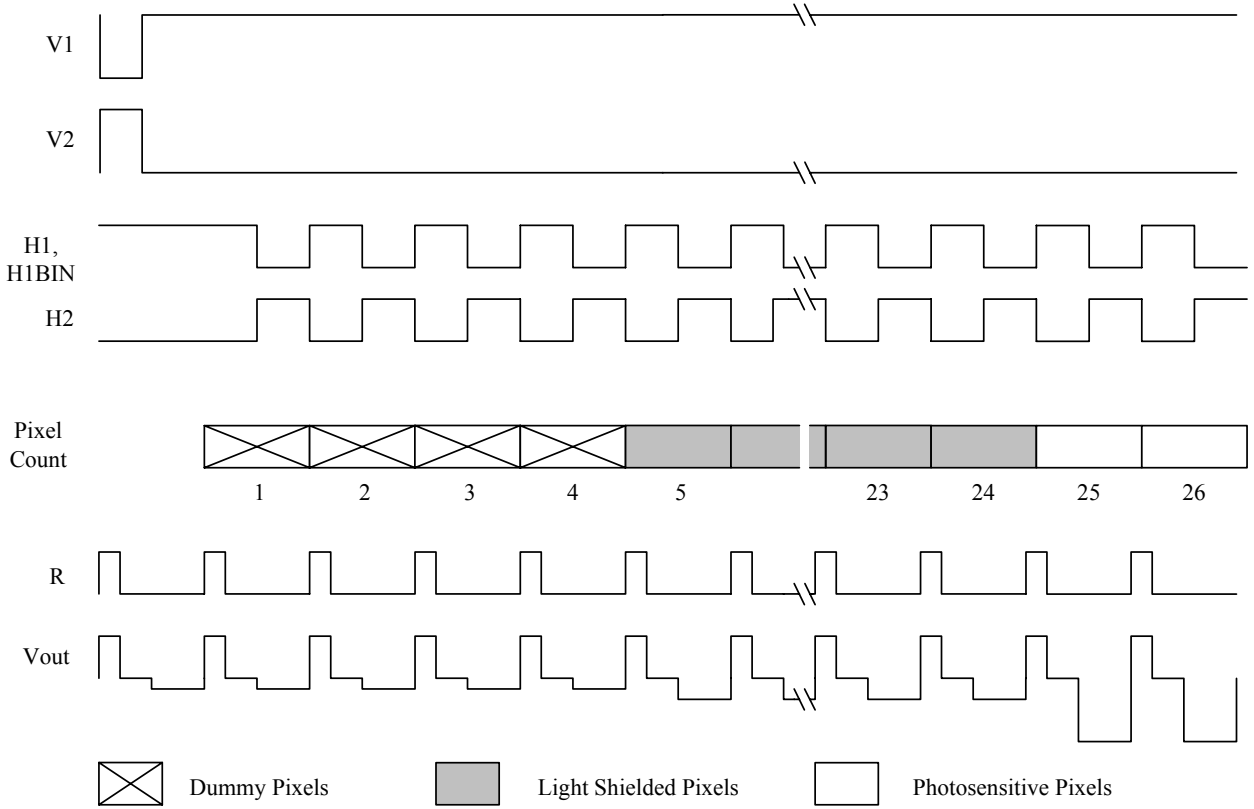 V1
V2
H1,
H1BIN
H2
Pixel
Count
1 2 3 4 5 23 24 25 26
R
Vout
Dummy Pixels Light Shielded Pixels Photosensitive Pixels